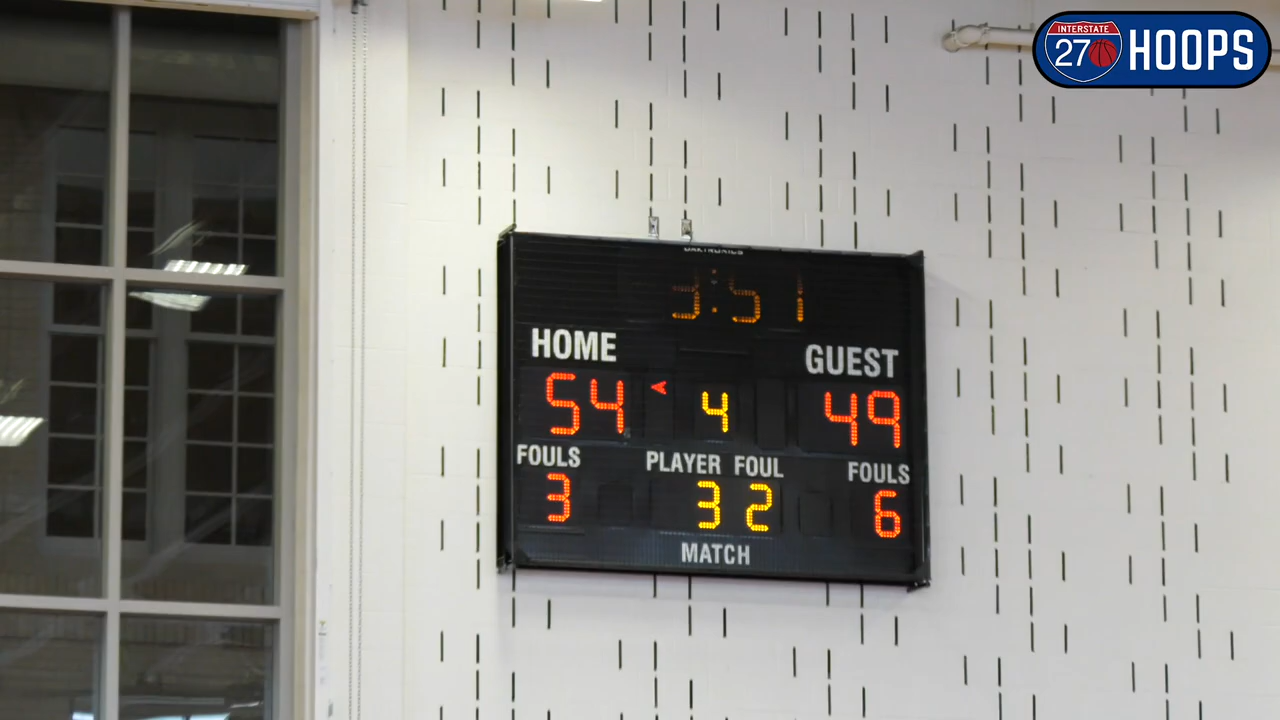 INTERSTATE
27 HOOPS
DAKTRONICS
3:51
HOME
GUEST
54 4 49
FOULS PLAYER FOUL FOULS
3 3 2 6
MATCH